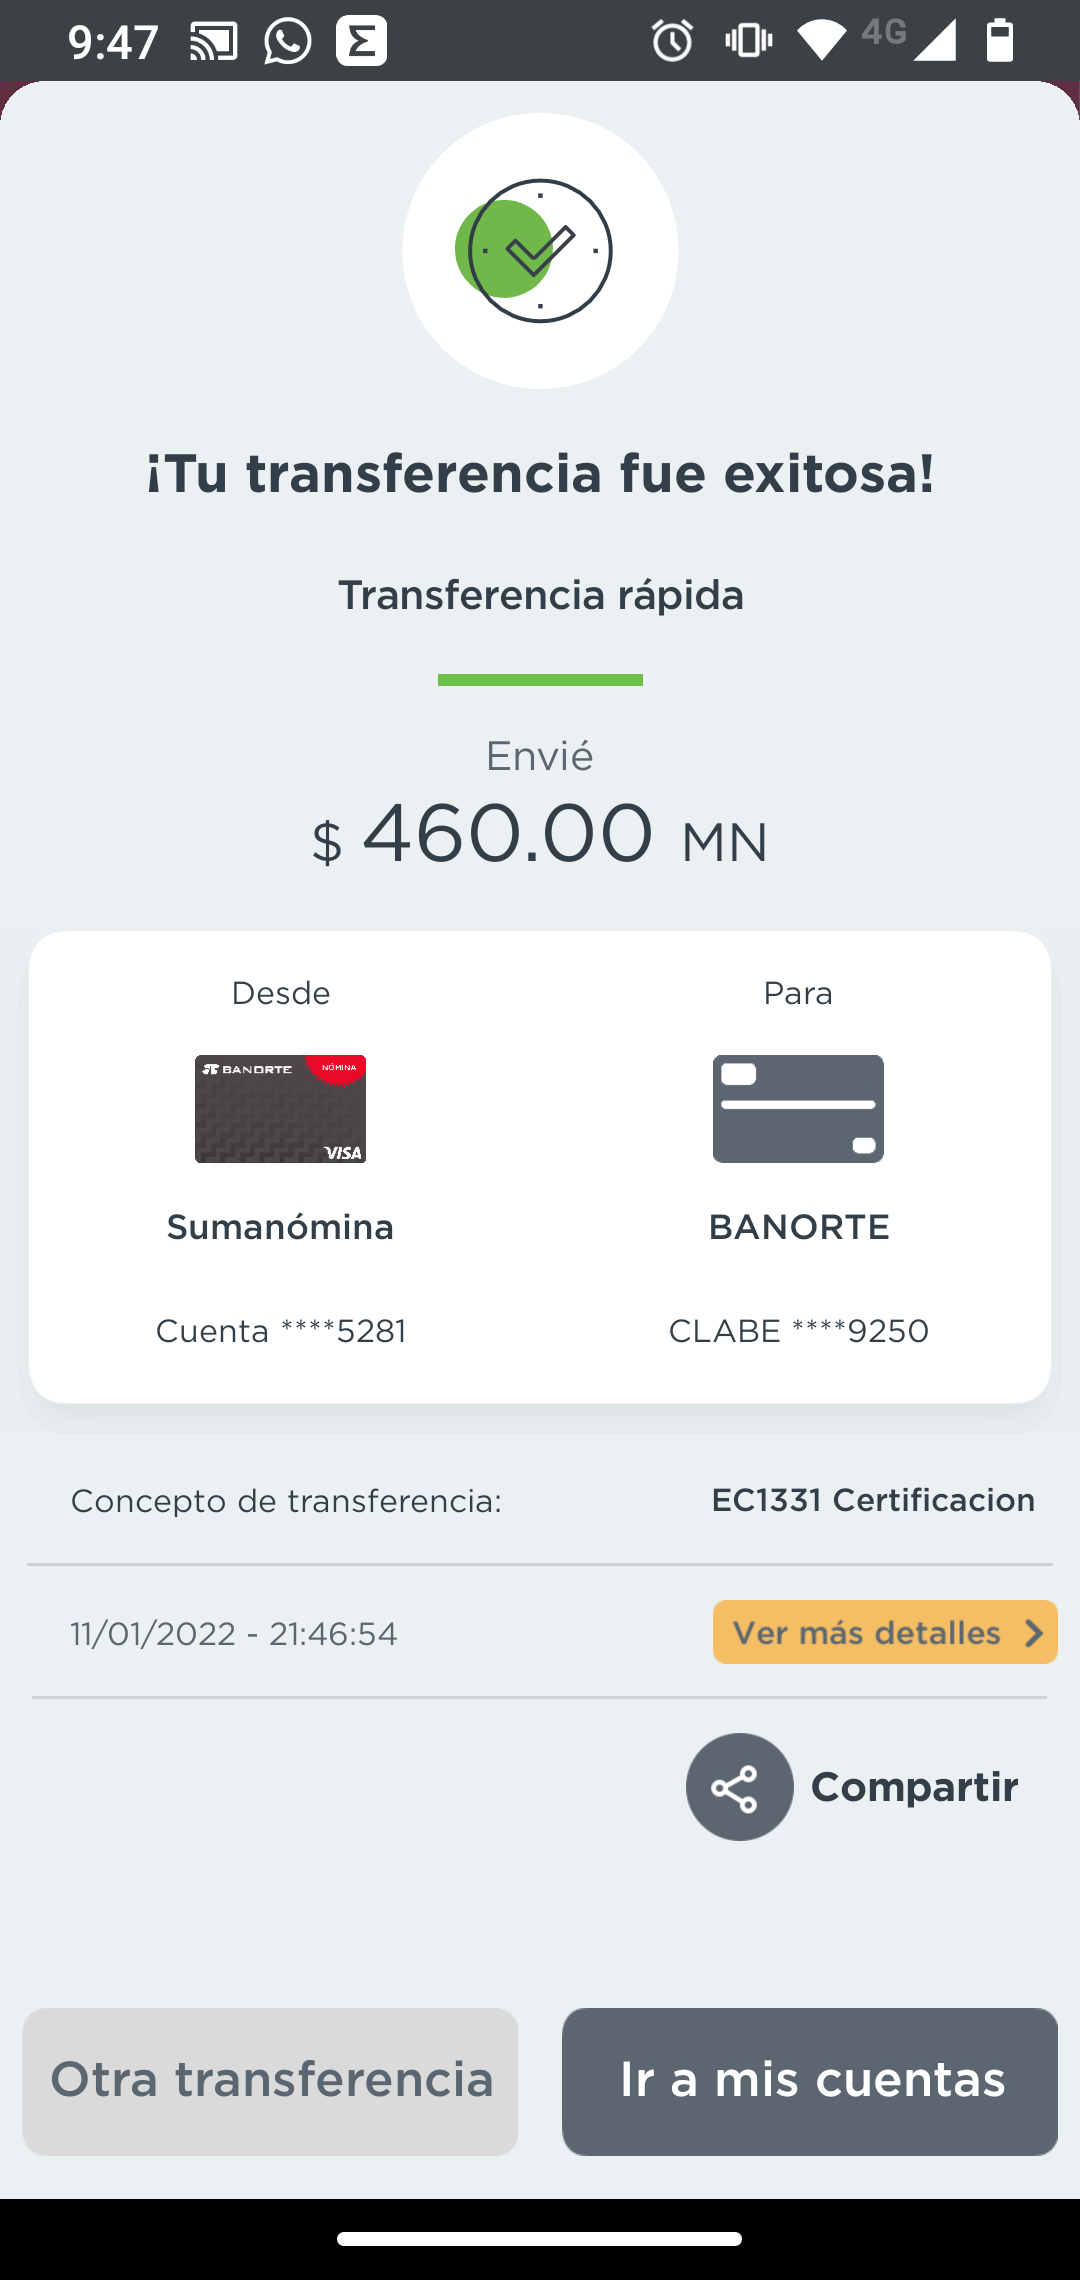 9:47
4G
¡Tu transferencia fue exitosa!
Transferencia rápida
Envié
$ 460.00 MN
Desde
Para
BANORTE
NÓMINA
VISA
Sumanómina
BANORTE
Cuenta ****5281
CLABE ****9250
Concepto de transferencia:
EC1331 Certificacion
11/01/2022 - 21:46:54
Ver más detalles
Compartir
Otra transferencia
Ir a mis cuentas